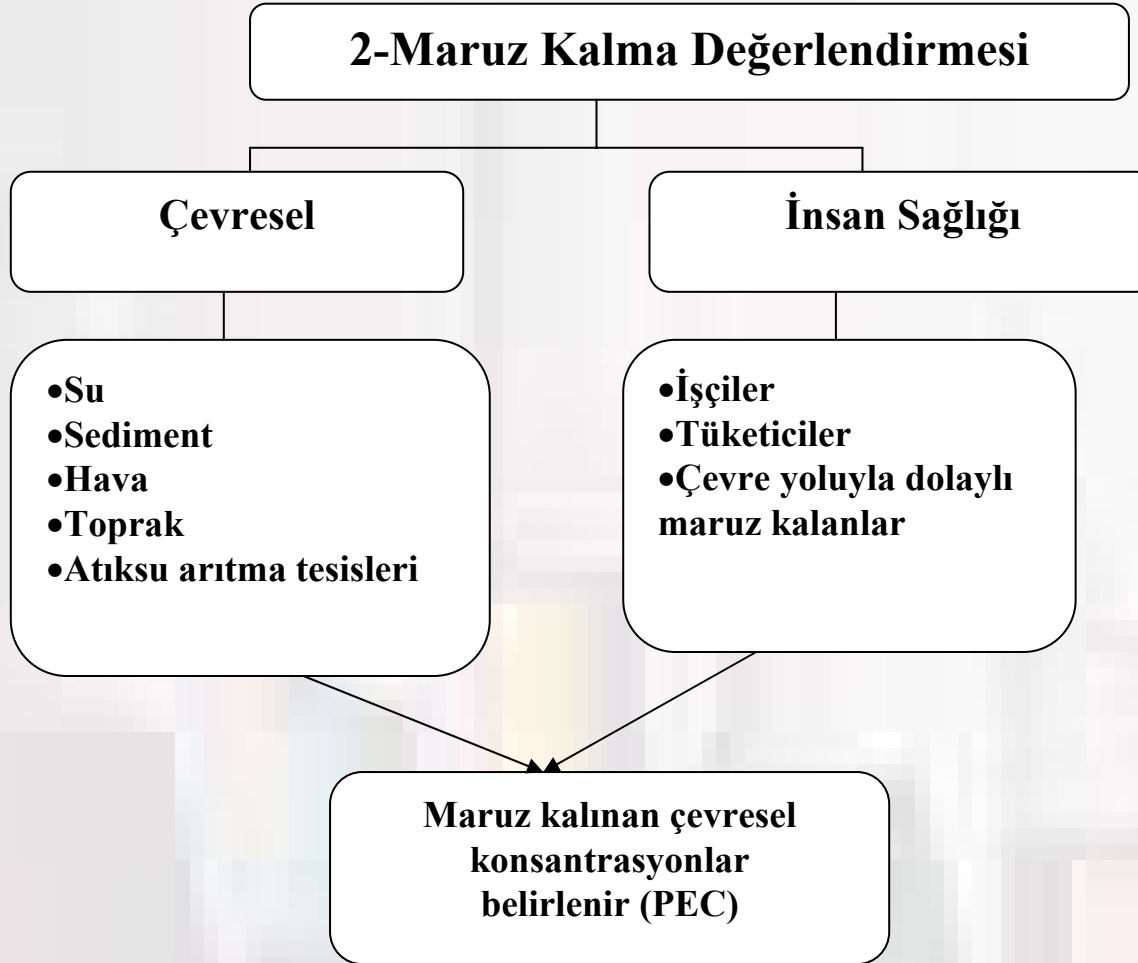 2-Maruz Kalma Değerlendirmesi
Çevresel
İnsan Sağlığı
•Su
•Sediment
•Hava
•Toprak
•Atıksu arıtma tesisleri
•İşçiler
•Tüketiciler
•Çevre yoluyla dolaylı
maruz kalanlar
Maruz kalınan çevresel
konsantrasyonlar
belirlenir (PEC)